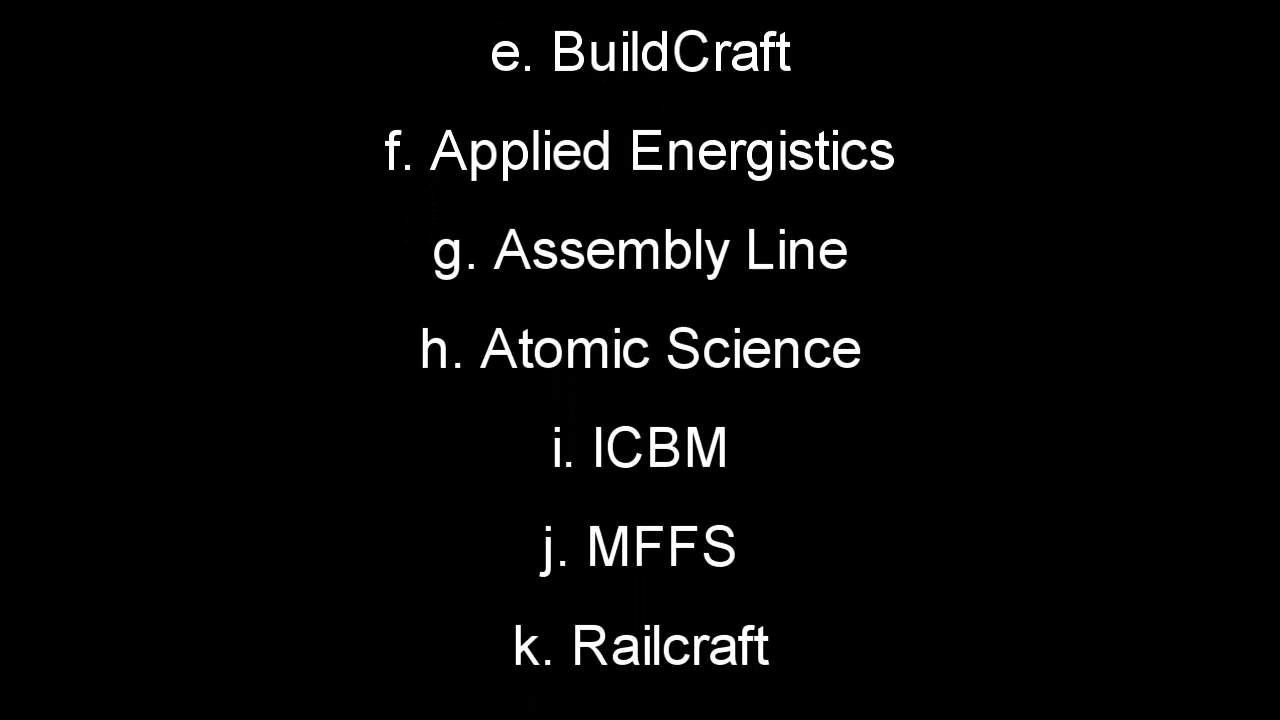 e. BuildCraft
f. Applied Energistics
g. Assembly Line
h. Atomic Science
i. ICBM
j. MFFS
k. Railcraft